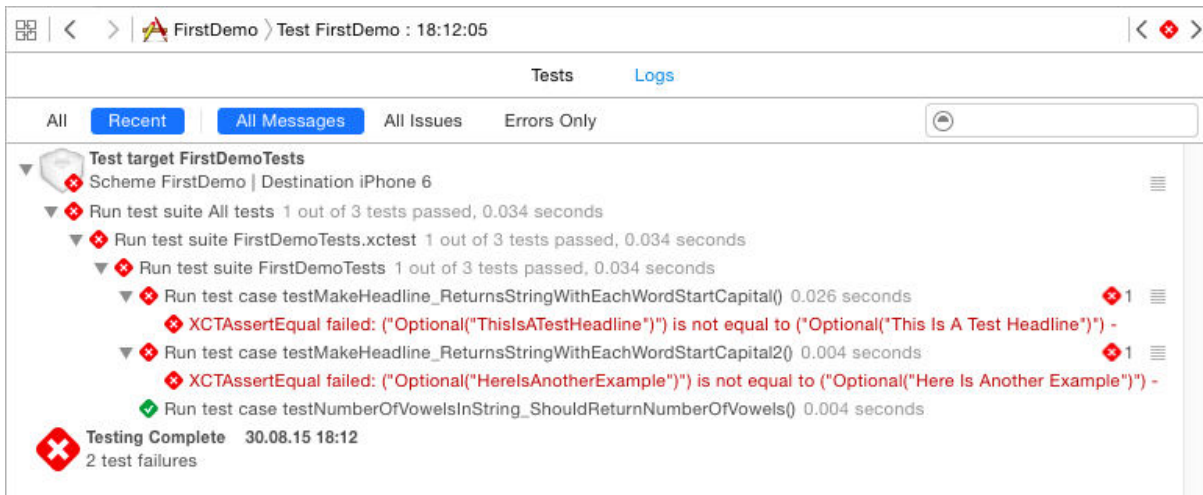 FirstDemo 〉Test FirstDemo : 18:12:05
Tests Logs
All Recent All Messages All Issues Errors Only
Test target FirstDemoTests
Scheme FirstDemo | Destination iPhone 6
Run test suite All tests 1 out of 3 tests passed, 0.034 seconds
Run test suite FirstDemoTests.xctest 1 out of 3 tests passed, 0.034 seconds
Run test suite FirstDemoTests 1 out of 3 tests passed, 0.034 seconds
Run test case testMakeHeadline_ReturnsStringWithEachWordStartCapital() 0.026 seconds 1
XCTAssertEqual failed: ("Optional("ThisIsATestHeadline")") is not equal to ("Optional("This Is A Test Headline")") -
Run test case testMakeHeadline_ReturnsStringWithEachWordStartCapital2() 0.004 seconds 1
XCTAssertEqual failed: ("Optional("HereIsAnotherExample")") is not equal to ("Optional("Here Is Another Example")") -
Run test case testNumberOfVowelsInString_ShouldReturnNumberOfVowels() 0.004 seconds
Testing Complete 30.08.15 18:12
2 test failures